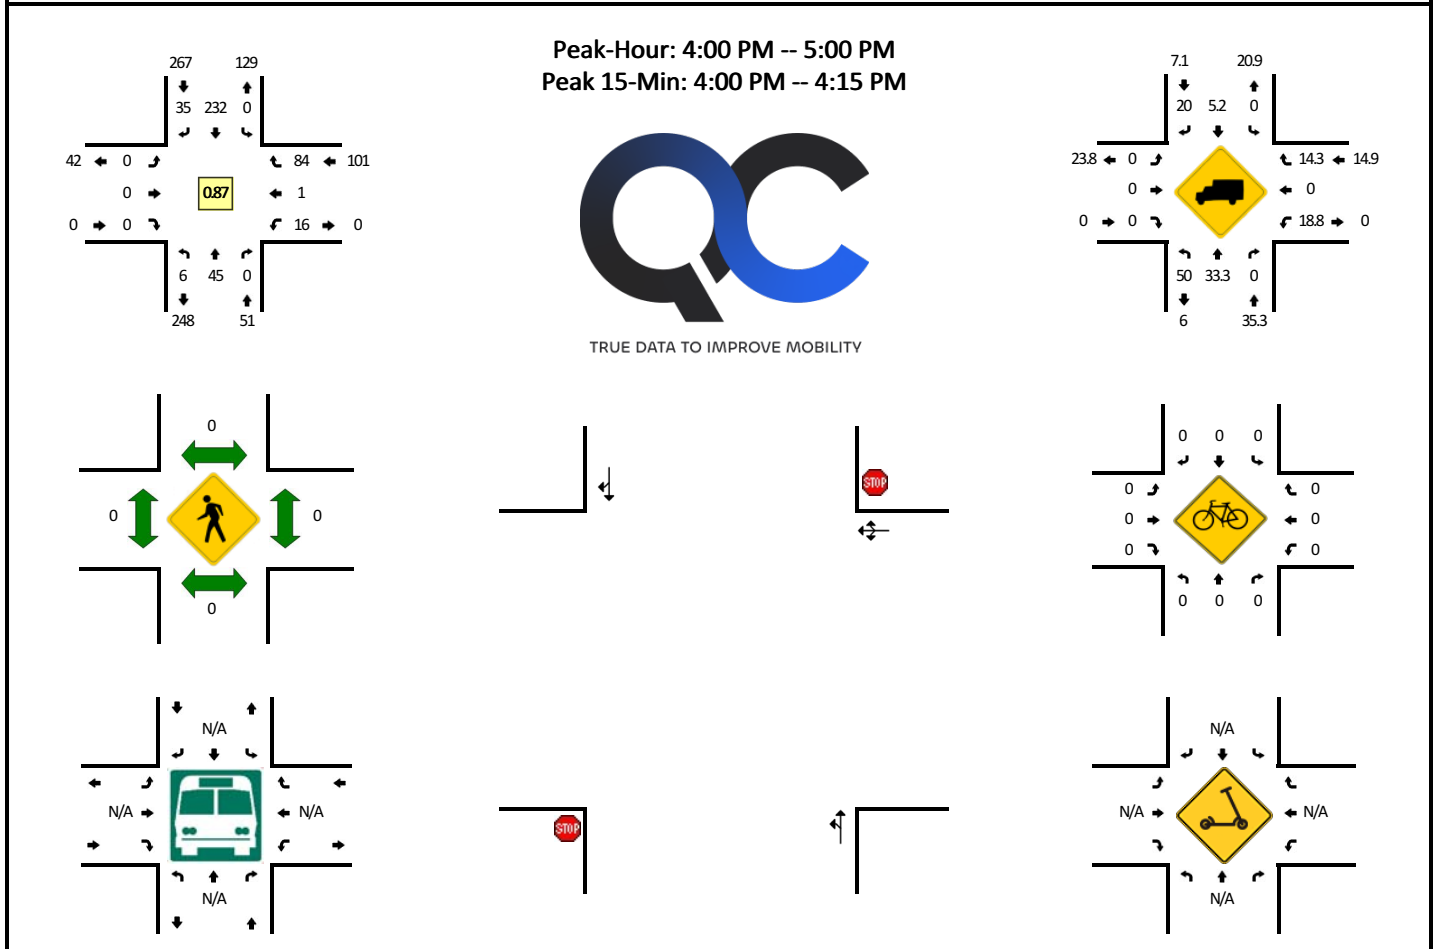 Peak-Hour: 4:00 PM -- 5:00 PM
Peak 15-Min: 4:00 PM -- 4:15 PM
267 129
35 232 0
42 0 84 101
0 0.87 1
0 0 16 0
6 45 0
248 51
TRUE DATA TO IMPROVE MOBILITY
7.1 20.9
20 5.2 0
23.8 0 14.3 14.9
0 0
0 0 18.8 0
50 33.3 0
6 35.3
0
0 0
0
STOP
STOP
0 0 0
0 0
0 0
0 0
0 0 0
N/A
N/A N/A
N/A
N/A
N/A N/A
N/A